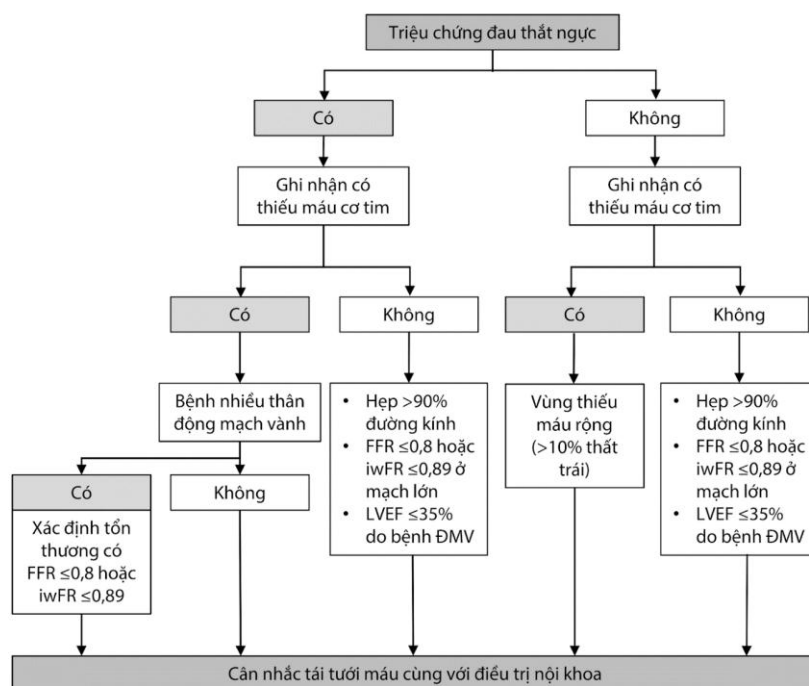 Triệu chứng đau thắt ngực
Có
Không
Ghi nhận có
thiếu máu cơ tim
Ghi nhận có
thiếu máu cơ tim
Có
Không
Có
Không
Bệnh nhiều thân
động mạch vành
• Hẹp >90%
đường kính
• FFR ≤0,8 hoặc
iwFR ≤0,89 ở
mạch lớn
• LVEF ≤35%
do bệnh ĐMV
Vùng thiếu
máu rộng
(>10% thất
trái)
• Hẹp >90%
đường kính
• FFR ≤0,8 hoặc
iwFR ≤0,89 ở
mạch lớn
• LVEF ≤35%
do bệnh ĐMV
Có
Không
Xác định tổn
thương có
FFR ≤0,8 hoặc
iwFR ≤0,89
Cân nhắc tái tưới máu cùng với điều trị nội khoa